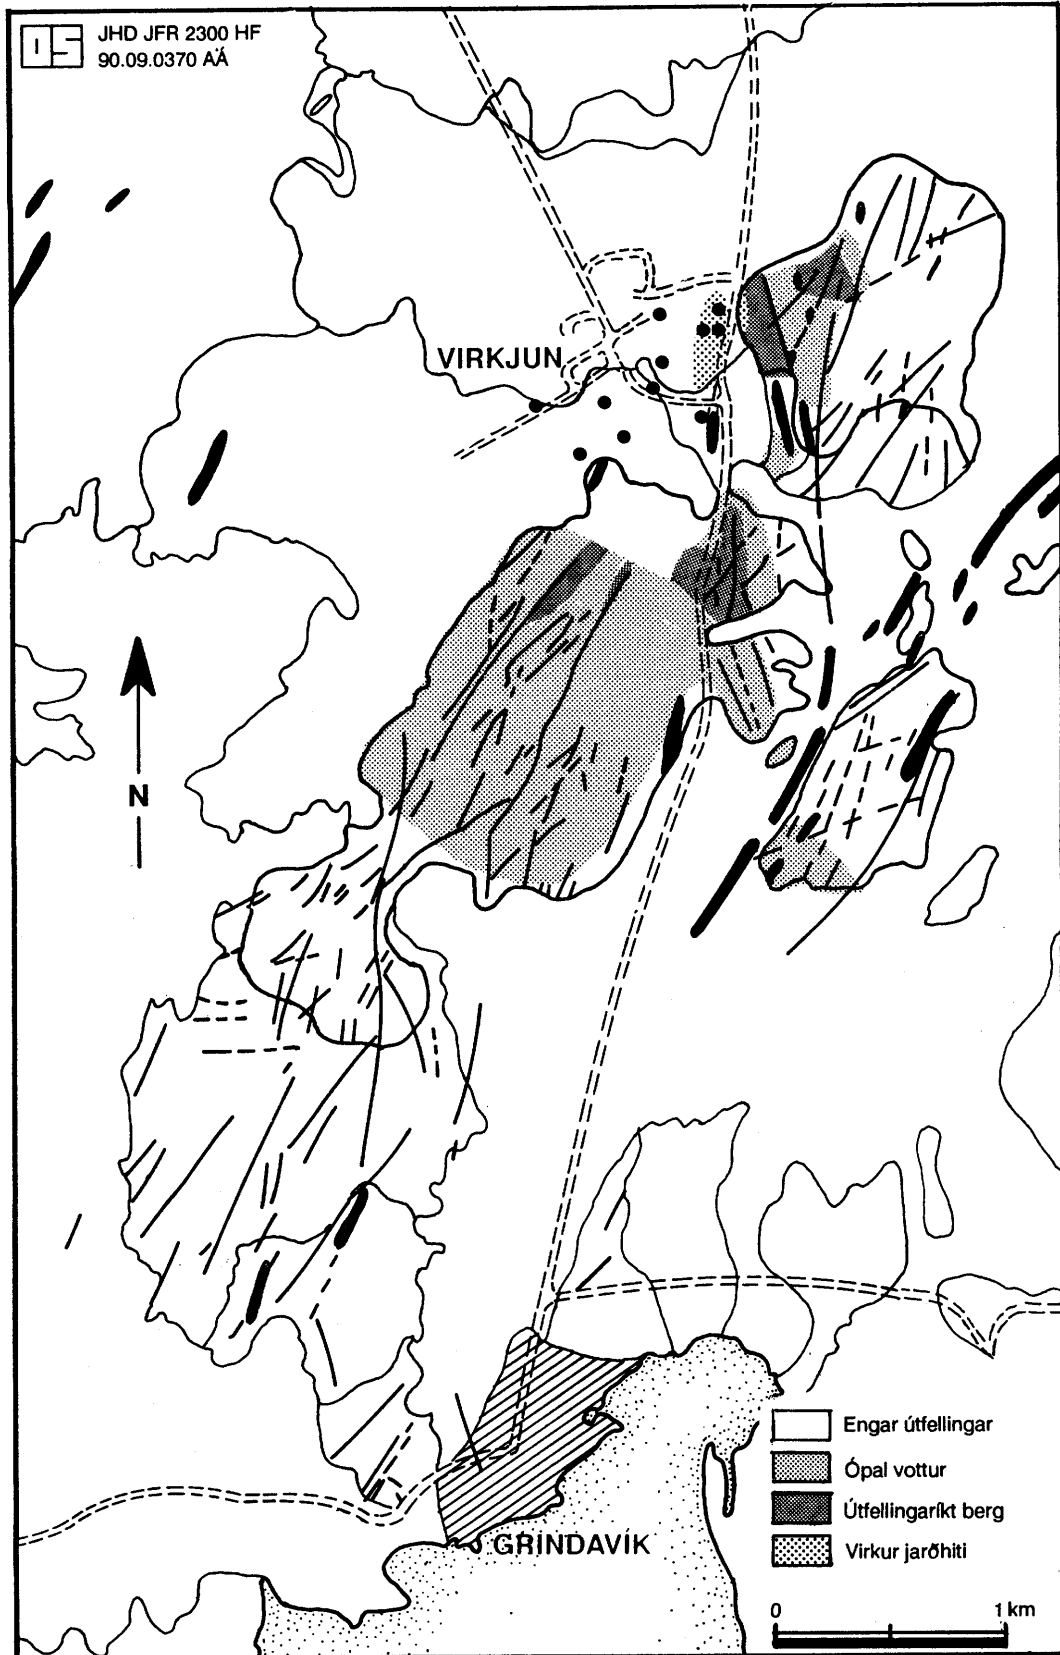 OS
JHD JFR 2300 HF
90.09.0370 AÁ
VIRKJUN
N
GRINDAVÍK
Engar útfellingar
Ópal vottur
Útfellingaríkt berg
Virkur jarðhiti
0 1 km